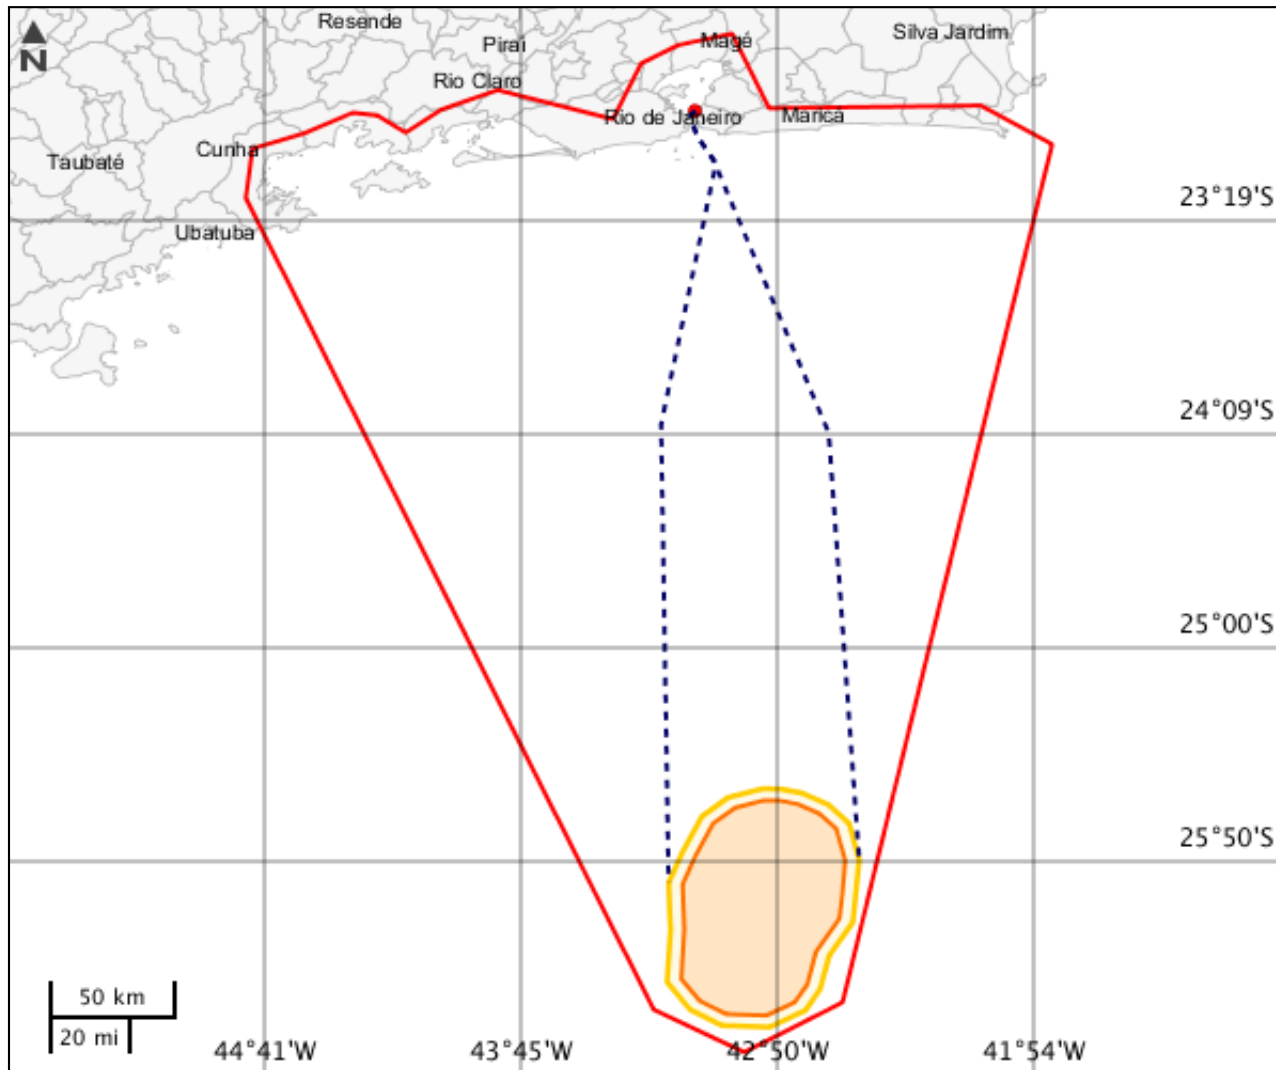 Resende
Silva Jardim
Magé
Piraí
N
Rio Claro
Rio de Janeiro
Maricá
Cunha
Taubaté
23°19'S
Ubatuba
24°09'S
25°00'S
25°50'S
50 km
20 mi
44°41'W
43°45'W
42°50'W
41°54'W